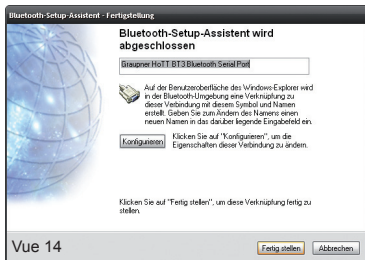 Bluetooth-Setup-Assistent - Fertigstellung
Bluetooth-Setup-Assistent wird
abgeschlossen
Graupner HoTT BT3 Bluetooth Serial Port
Auf der Benutzeroberfläche des Windows-Explorer wird
in der Bluetooth-Umgebung eine Verknüpfung zu
dieser Verbindung mit diesem Symbol und Namen
erstellt. Geben Sie zum Ändern des Namens einen
neuen Namen in das darüber liegende Eingabefeld ein.
Konfigurieren
Klicken Sie auf "Konfigurieren", um die
Eigenschaften dieser Verbindung zu ändern.
Klicken Sie auf "Fertig stellen", um diese Verknüpfung fertig zu
stellen.
Vue 14
Fertig stellen
Abbrechen